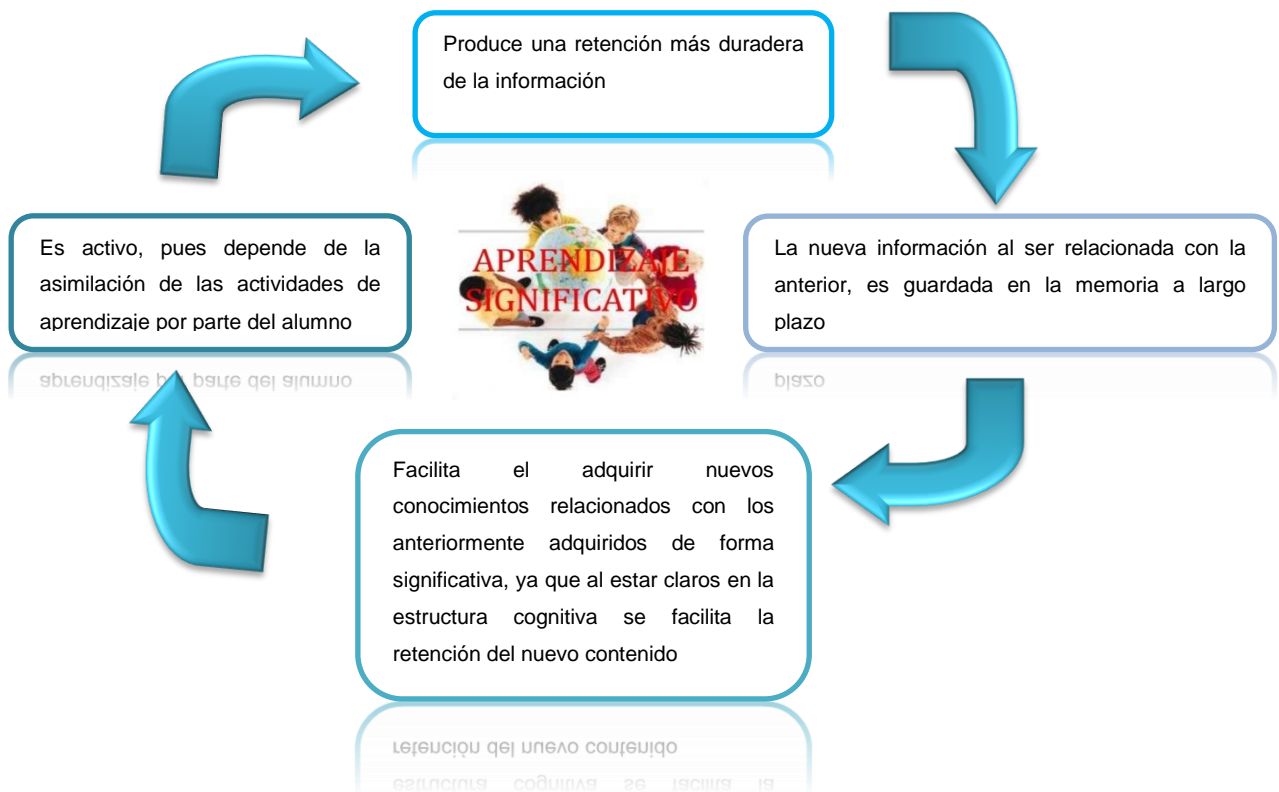 Produce una retención más duradera
de la información
La nueva información al ser relacionada con la
anterior, es guardada en la memoria a largo
plazo
Facilita el adquirir nuevos
conocimientos relacionados con los
anteriormente adquiridos de forma
significativa, ya que al estar claros en la
estructura cognitiva se facilita la
retención del nuevo contenido
Es activo, pues depende de la
asimilación de las actividades de
aprendizaje por parte del alumno
APRENDIZAJE
SIGNIFICATIVO